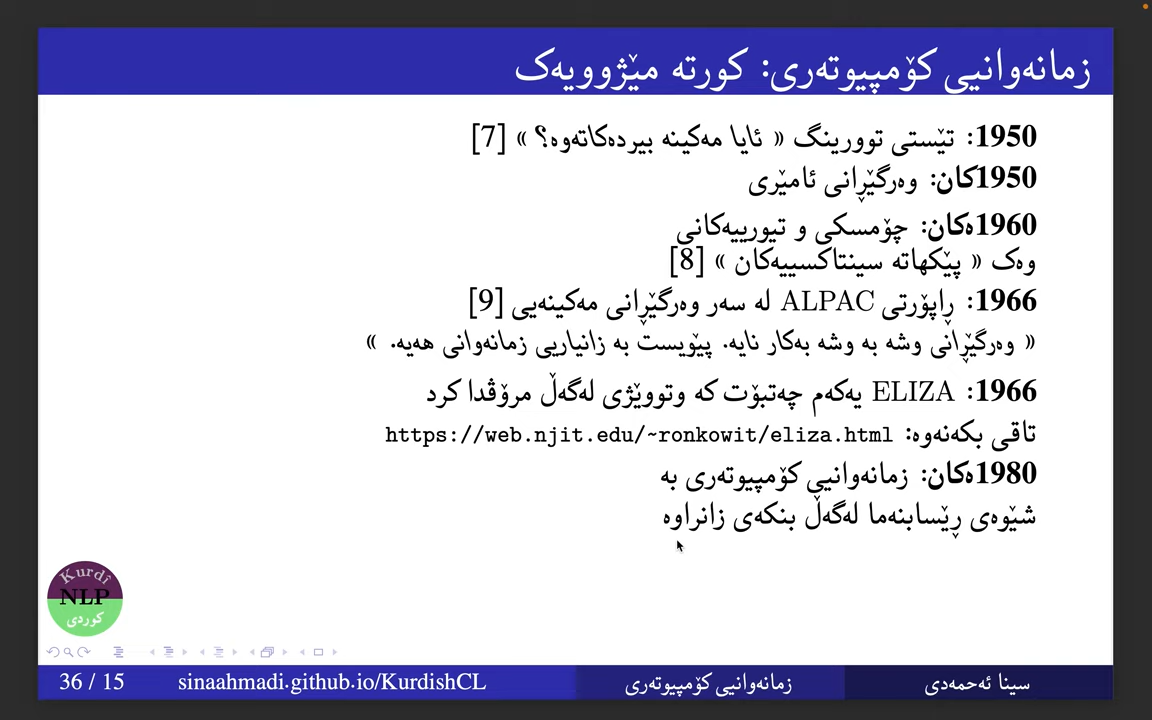 زمانەوانیی کۆمپیوتەری: کورتە مێژوویەک
1950: تێستی توورینگ « ئایا مەکینە بیردەکاتەوە؟ » [7]
1950کان: وەرگێڕانی ئامێری
1960ەکان: چۆمسکی و تیورییەکانی
وەک « پێکهاتە سینتاکسییەکان » [8]
1966: ڕاپۆرتی ALPAC لە سەر وەرگێڕانی مەکینەیی [9]
« وەرگێڕانی وشە بە وشە بەکار نایە. پێویست بە زانیاریی زمانەوانی هەیە. »
1966: ELIZA یەکەم چەتبۆت کە وتووێژی لەگەڵ مرۆڤدا کرد
تاقی بکەنەوە: https://web.njit.edu/~ronkowit/eliza.html
1980ەکان: زمانەوانیی کۆمپیوتەری بە
شێوەی ڕێسابنەما لەگەڵ بنکەی زانراوە
Kurdî
NLP
کوردی
سینا ئەحمەدی
زمانەوانیی کۆمپیوتەری
sinaahmadi.github.io/KurdishCL
36 / 15